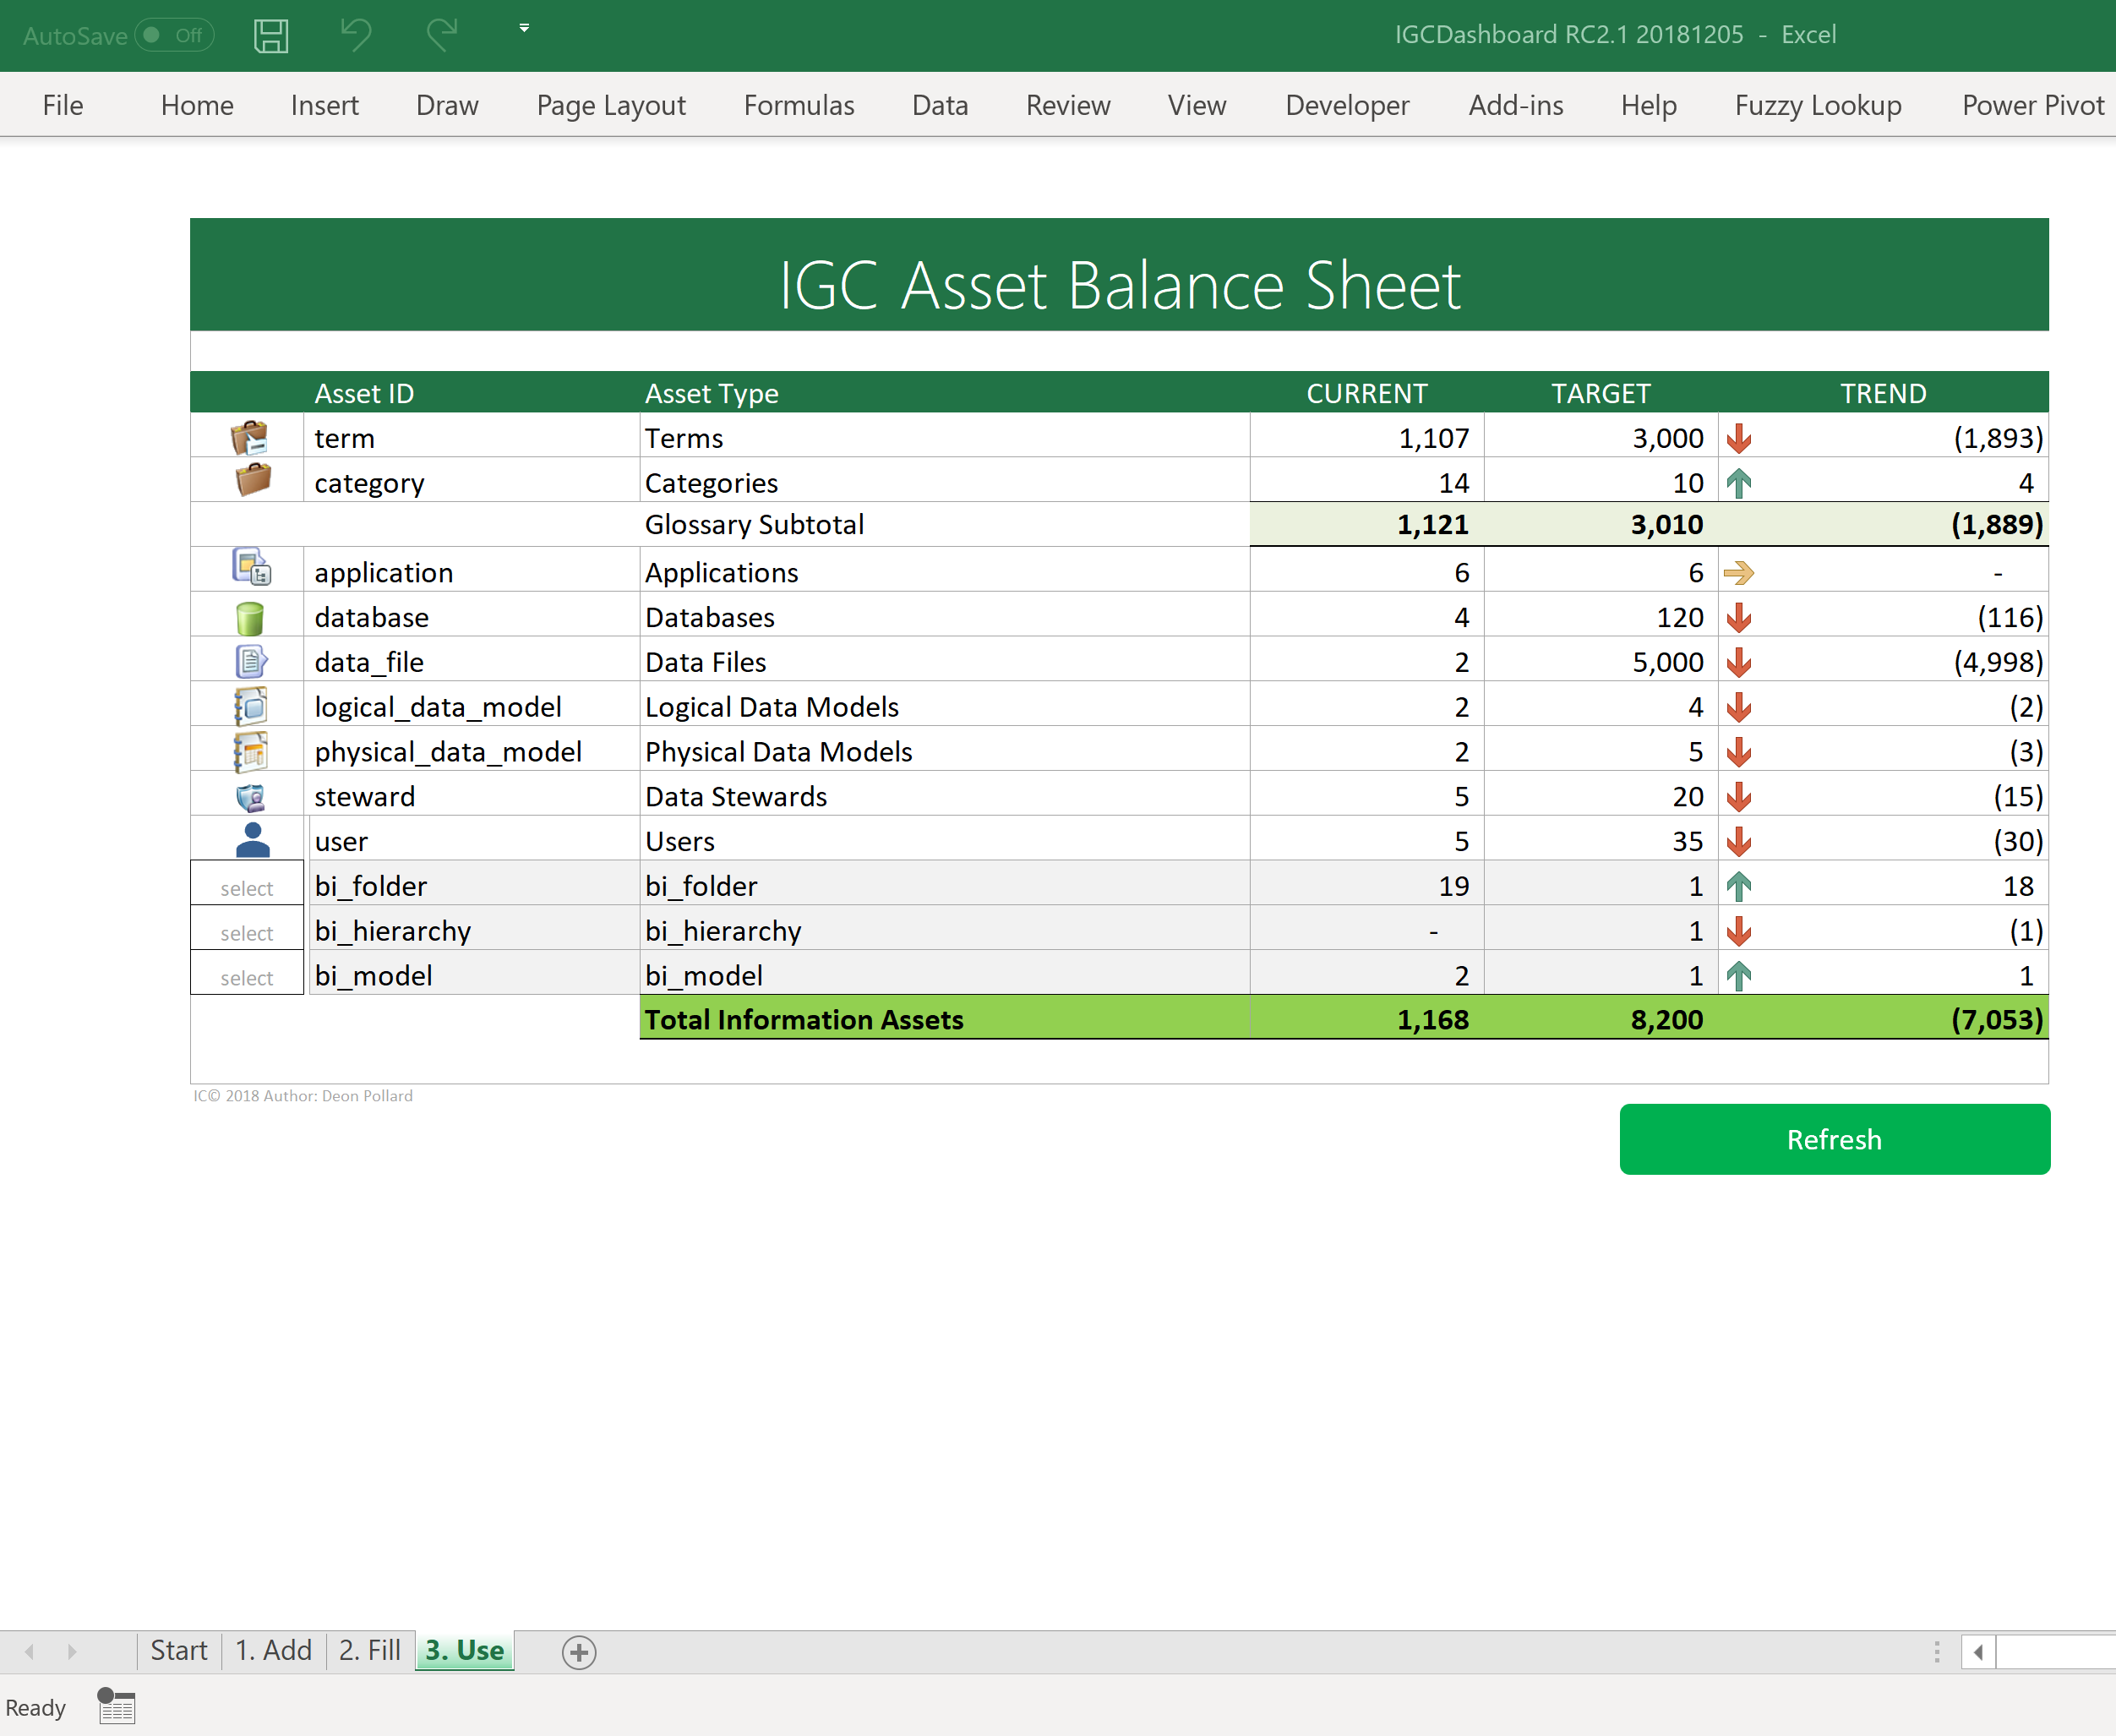 AutoSave Off IGCDashboard RC2.1 20181205 - Excel
File Home Insert Draw Page Layout Formulas Data Review View Developer Add-ins Help Fuzzy Lookup Power Pivot
IGC Asset Balance Sheet
Asset ID Asset Type CURRENT TARGET TREND
term Terms 1,107 3,000 (1,893)
category Categories 14 10 4
Glossary Subtotal 1,121 3,010 (1,889)
application Applications 6 6 -
database Databases 4 120 (116)
data_file Data Files 2 5,000 (4,998)
logical_data_model Logical Data Models 2 4 (2)
physical_data_model Physical Data Models 2 5 (3)
steward Data Stewards 5 20 (15)
user Users 5 35 (30)
select bi_folder bi_folder 19 1 18
select bi_hierarchy bi_hierarchy - 1 (1)
select bi_model bi_model 2 1 1
Total Information Assets 1,168 8,200 (7,053)
IC© 2018 Author: Deon Pollard
Refresh
Start 1. Add 2. Fill 3. Use
Ready